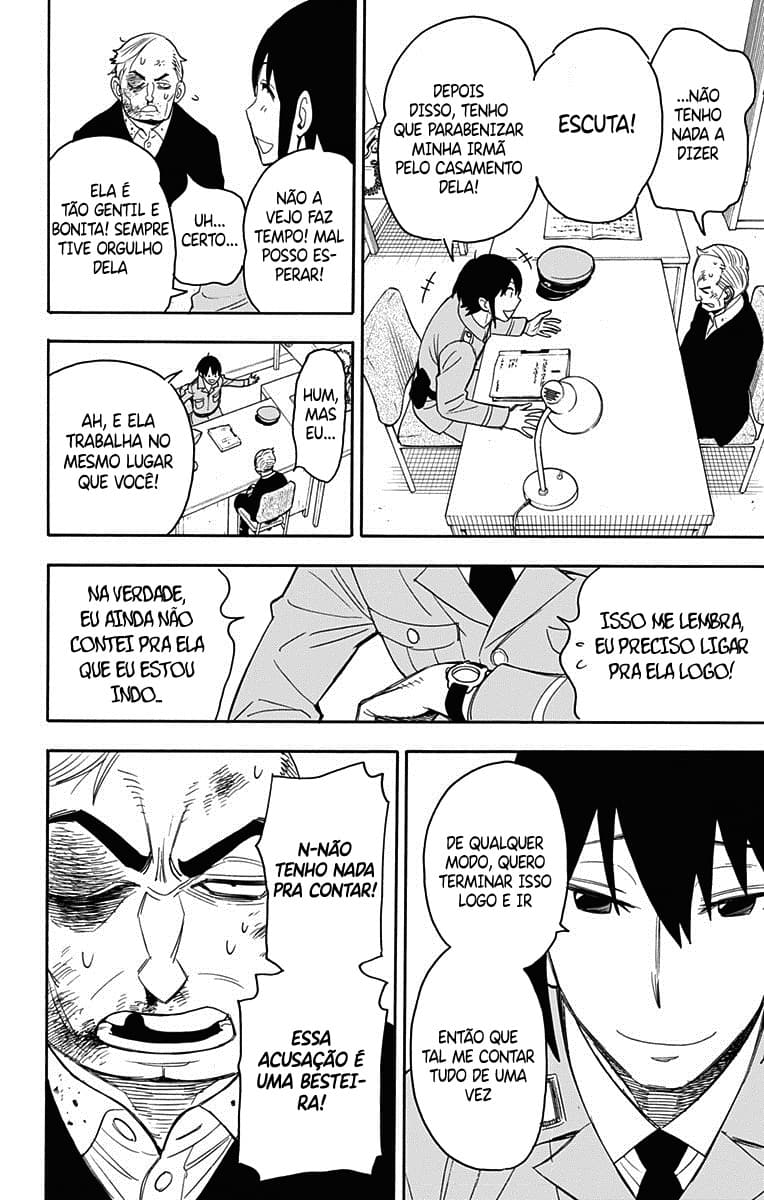 ...NÃO
TENHO
NADA A
DIZER
ESCUTA!
DEPOIS
DISSO, TENHO
QUE PARABENIZAR
MINHA IRMÃ
PELO CASAMENTO
DELA!
NÃO A
VEJO FAZ
TEMPO! MAL
POSSO ES-
PERAR!
UH...
CERTO...
ELA É
TÃO GENTIL E
BONITA! SEMPRE
TIVE ORGULHO
DELA
HUM,
MAS
EU...
AH, E ELA
TRABALHA NO
MESMO LUGAR
QUE VOCÊ!
ISSO ME LEMBRA,
EU PRECISO LIGAR
PRA ELA LOGO!
NA VERDADE,
EU AINDA NÃO
CONTEI PRA ELA
QUE EU ESTOU
INDO...
DE QUALQUER
MODO, QUERO
TERMINAR ISSO
LOGO E IR
ENTÃO QUE
TAL ME CONTAR
TUDO DE UMA
VEZ
N-NÃO
TENHO NADA
PRA CONTAR!
ESSA
ACUSAÇÃO É
UMA BESTEI-
RA!